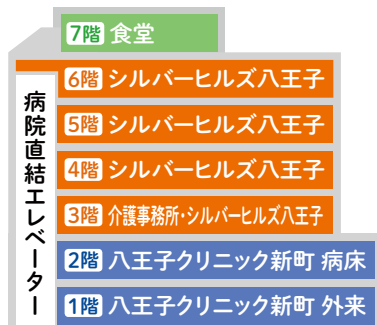 7階 食堂
6階 シルバーヒルズ八王子
5階 シルバーヒルズ八王子
4階 シルバーヒルズ八王子
3階 介護事務所・シルバーヒルズ八王子
2階 八王子クリニック新町 病床
1階 八王子クリニック新町 外来
病院直結エレベーター